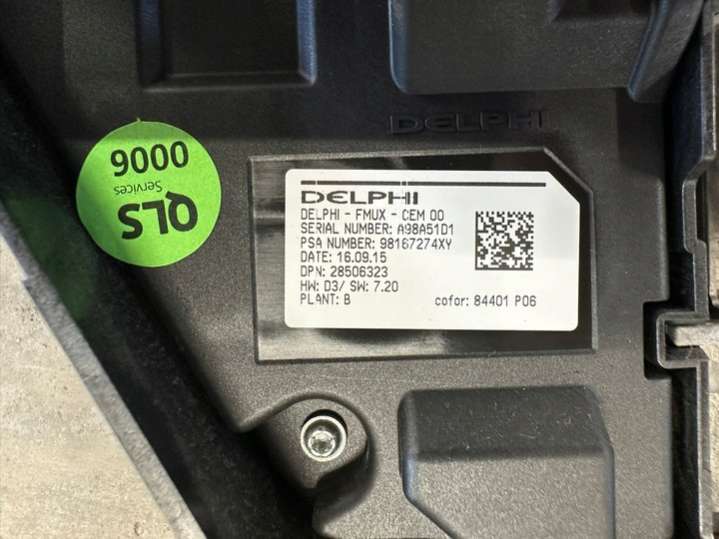 DELPHI
QLS
Services
9000
DELPHI
DELPHI - FMUX - CEM 00
SERIAL NUMBER: A98A51D1
PSA NUMBER: 98167274XY
DATE: 16.09.15
DPN: 28506323
HW: D3/ SW: 7.20
PLANT: B
cofor: 84401 P06